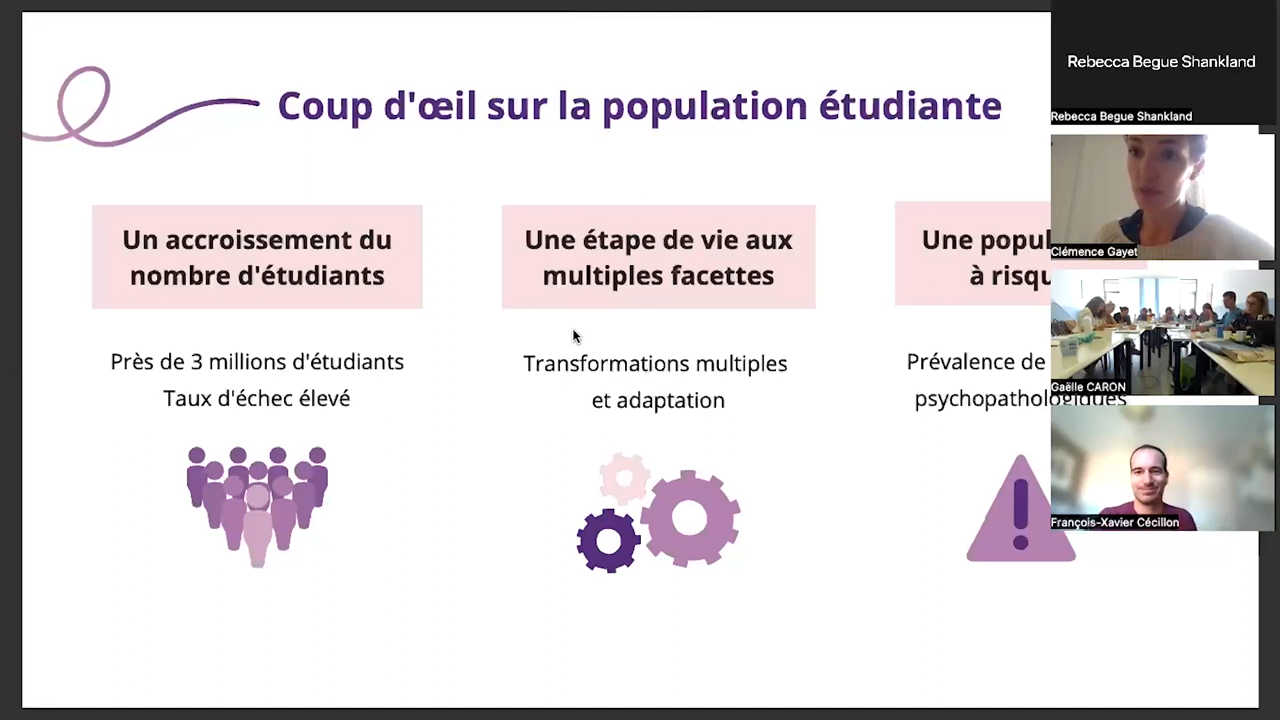 Coup d'œil sur la population étudiante
Un accroissement du
nombre d'étudiants
Près de 3 millions d'étudiants
Taux d'échec élevé
Une étape de vie aux
multiples facettes
Transformations multiples
et adaptation
Une
à
Prévalence de
psychopathologiques
Rebecca Begue Shankland
Rebecca Begue Shankland
Clémence Gayet
Gaëlle CARON
François-Xavier Cécillon